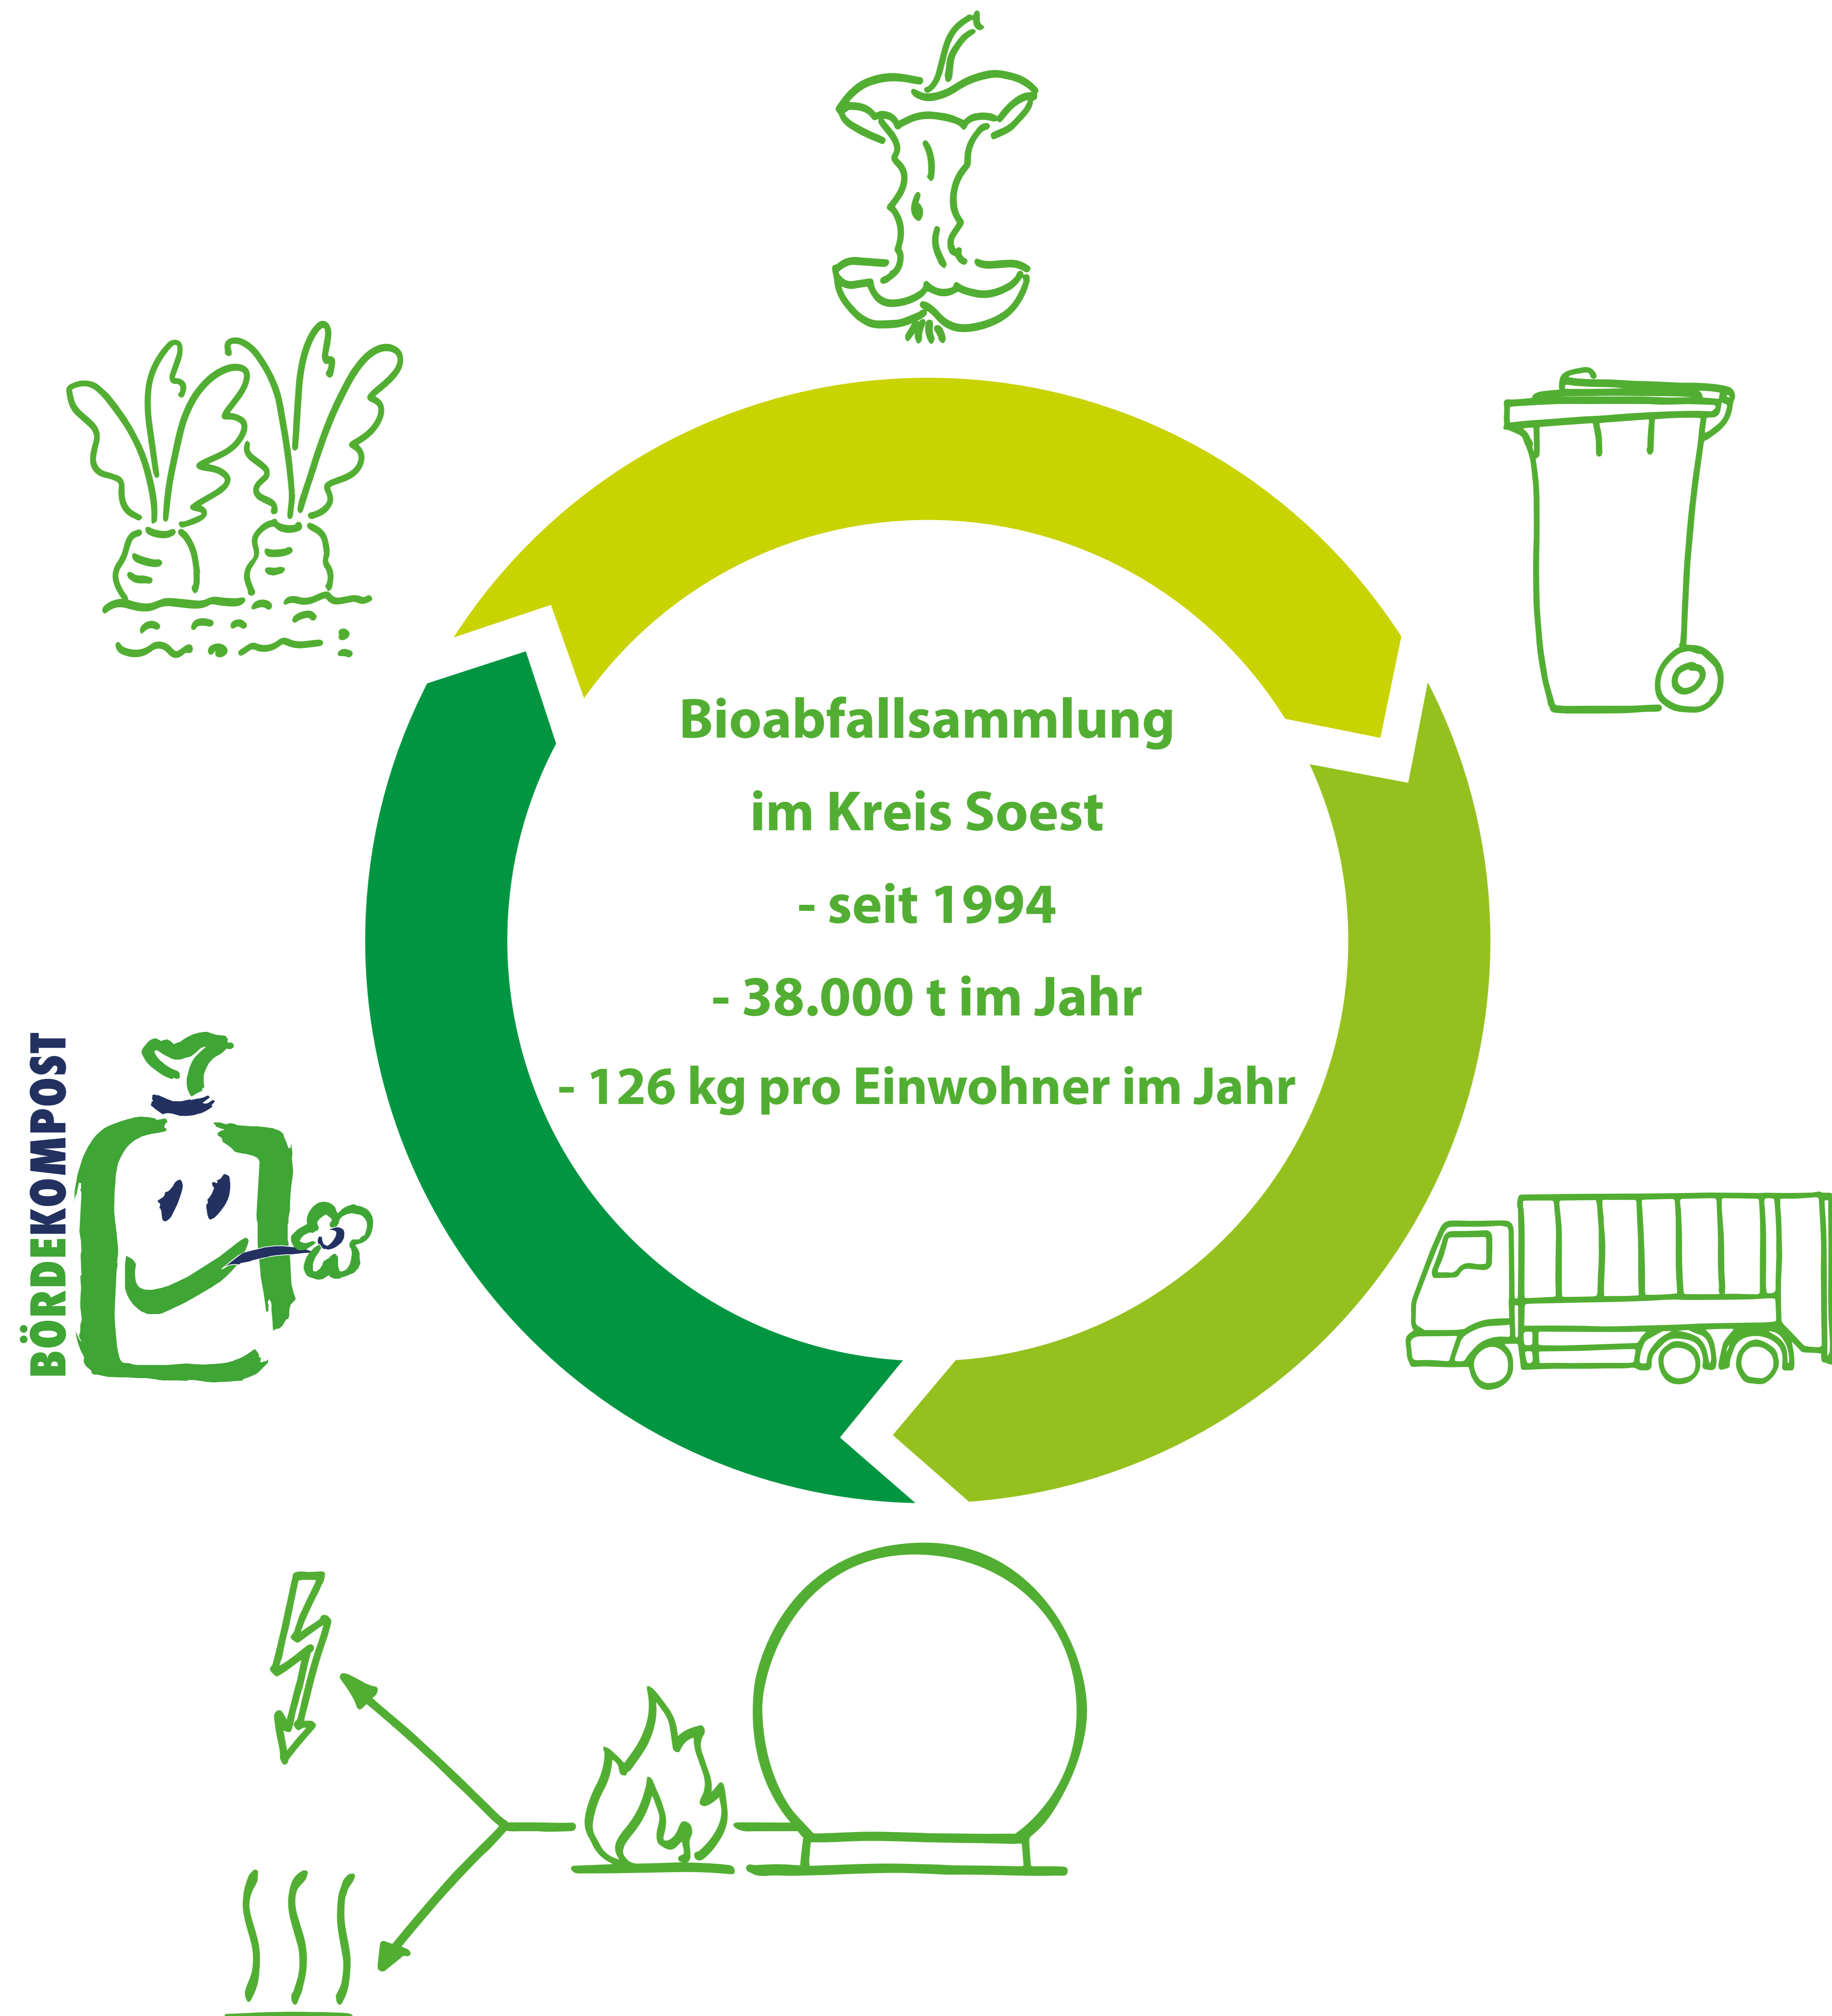 Bioabfallsammlung
im Kreis Soest
- seit 1994
- 38.000 t im Jahr
- 126 kg pro Einwohner im Jahr
BÖRDEKOMPOST